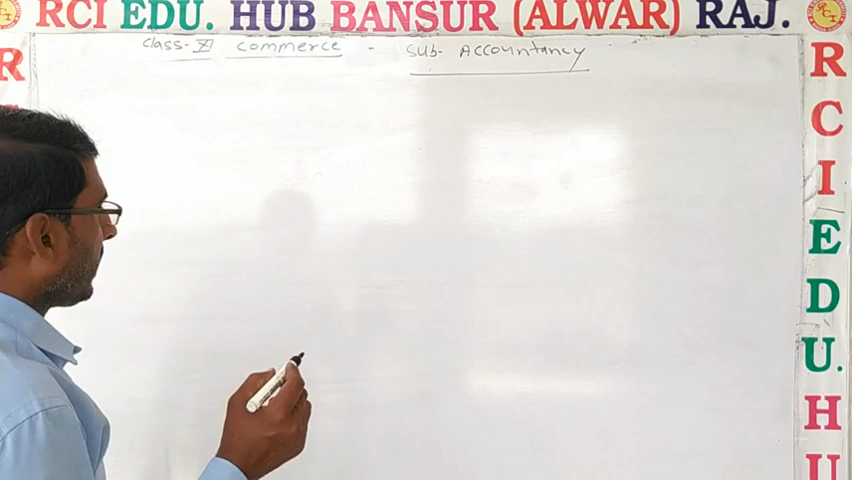 RCI EDU. HUB BANSUR (ALWAR) RAJ.
Class-XI Commerce - Sub- Accountancy
R
R
C
I
E
D
U.
H
U